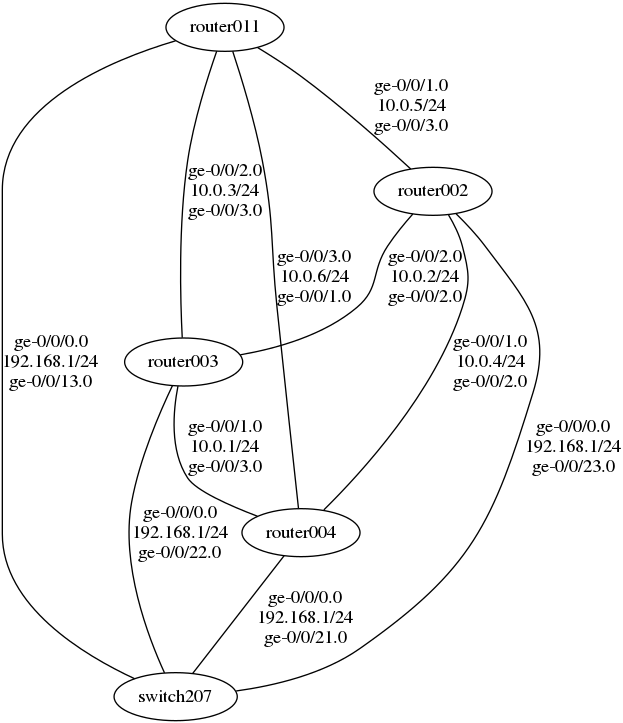 router011
ge-0/0/1.0
10.0.5/24
ge-0/0/3.0
ge-0/0/2.0
10.0.3/24
ge-0/0/3.0
router002
ge-0/0/3.0
10.0.6/24
ge-0/0/1.0
ge-0/0/2.0
10.0.2/24
ge-0/0/2.0
ge-0/0/0.0
192.168.1/24
ge-0/0/13.0
router003
ge-0/0/1.0
10.0.4/24
ge-0/0/2.0
ge-0/0/1.0
10.0.1/24
ge-0/0/3.0
ge-0/0/0.0
192.168.1/24
ge-0/0/23.0
ge-0/0/0.0
192.168.1/24
ge-0/0/22.0
router004
ge-0/0/0.0
192.168.1/24
ge-0/0/21.0
switch207